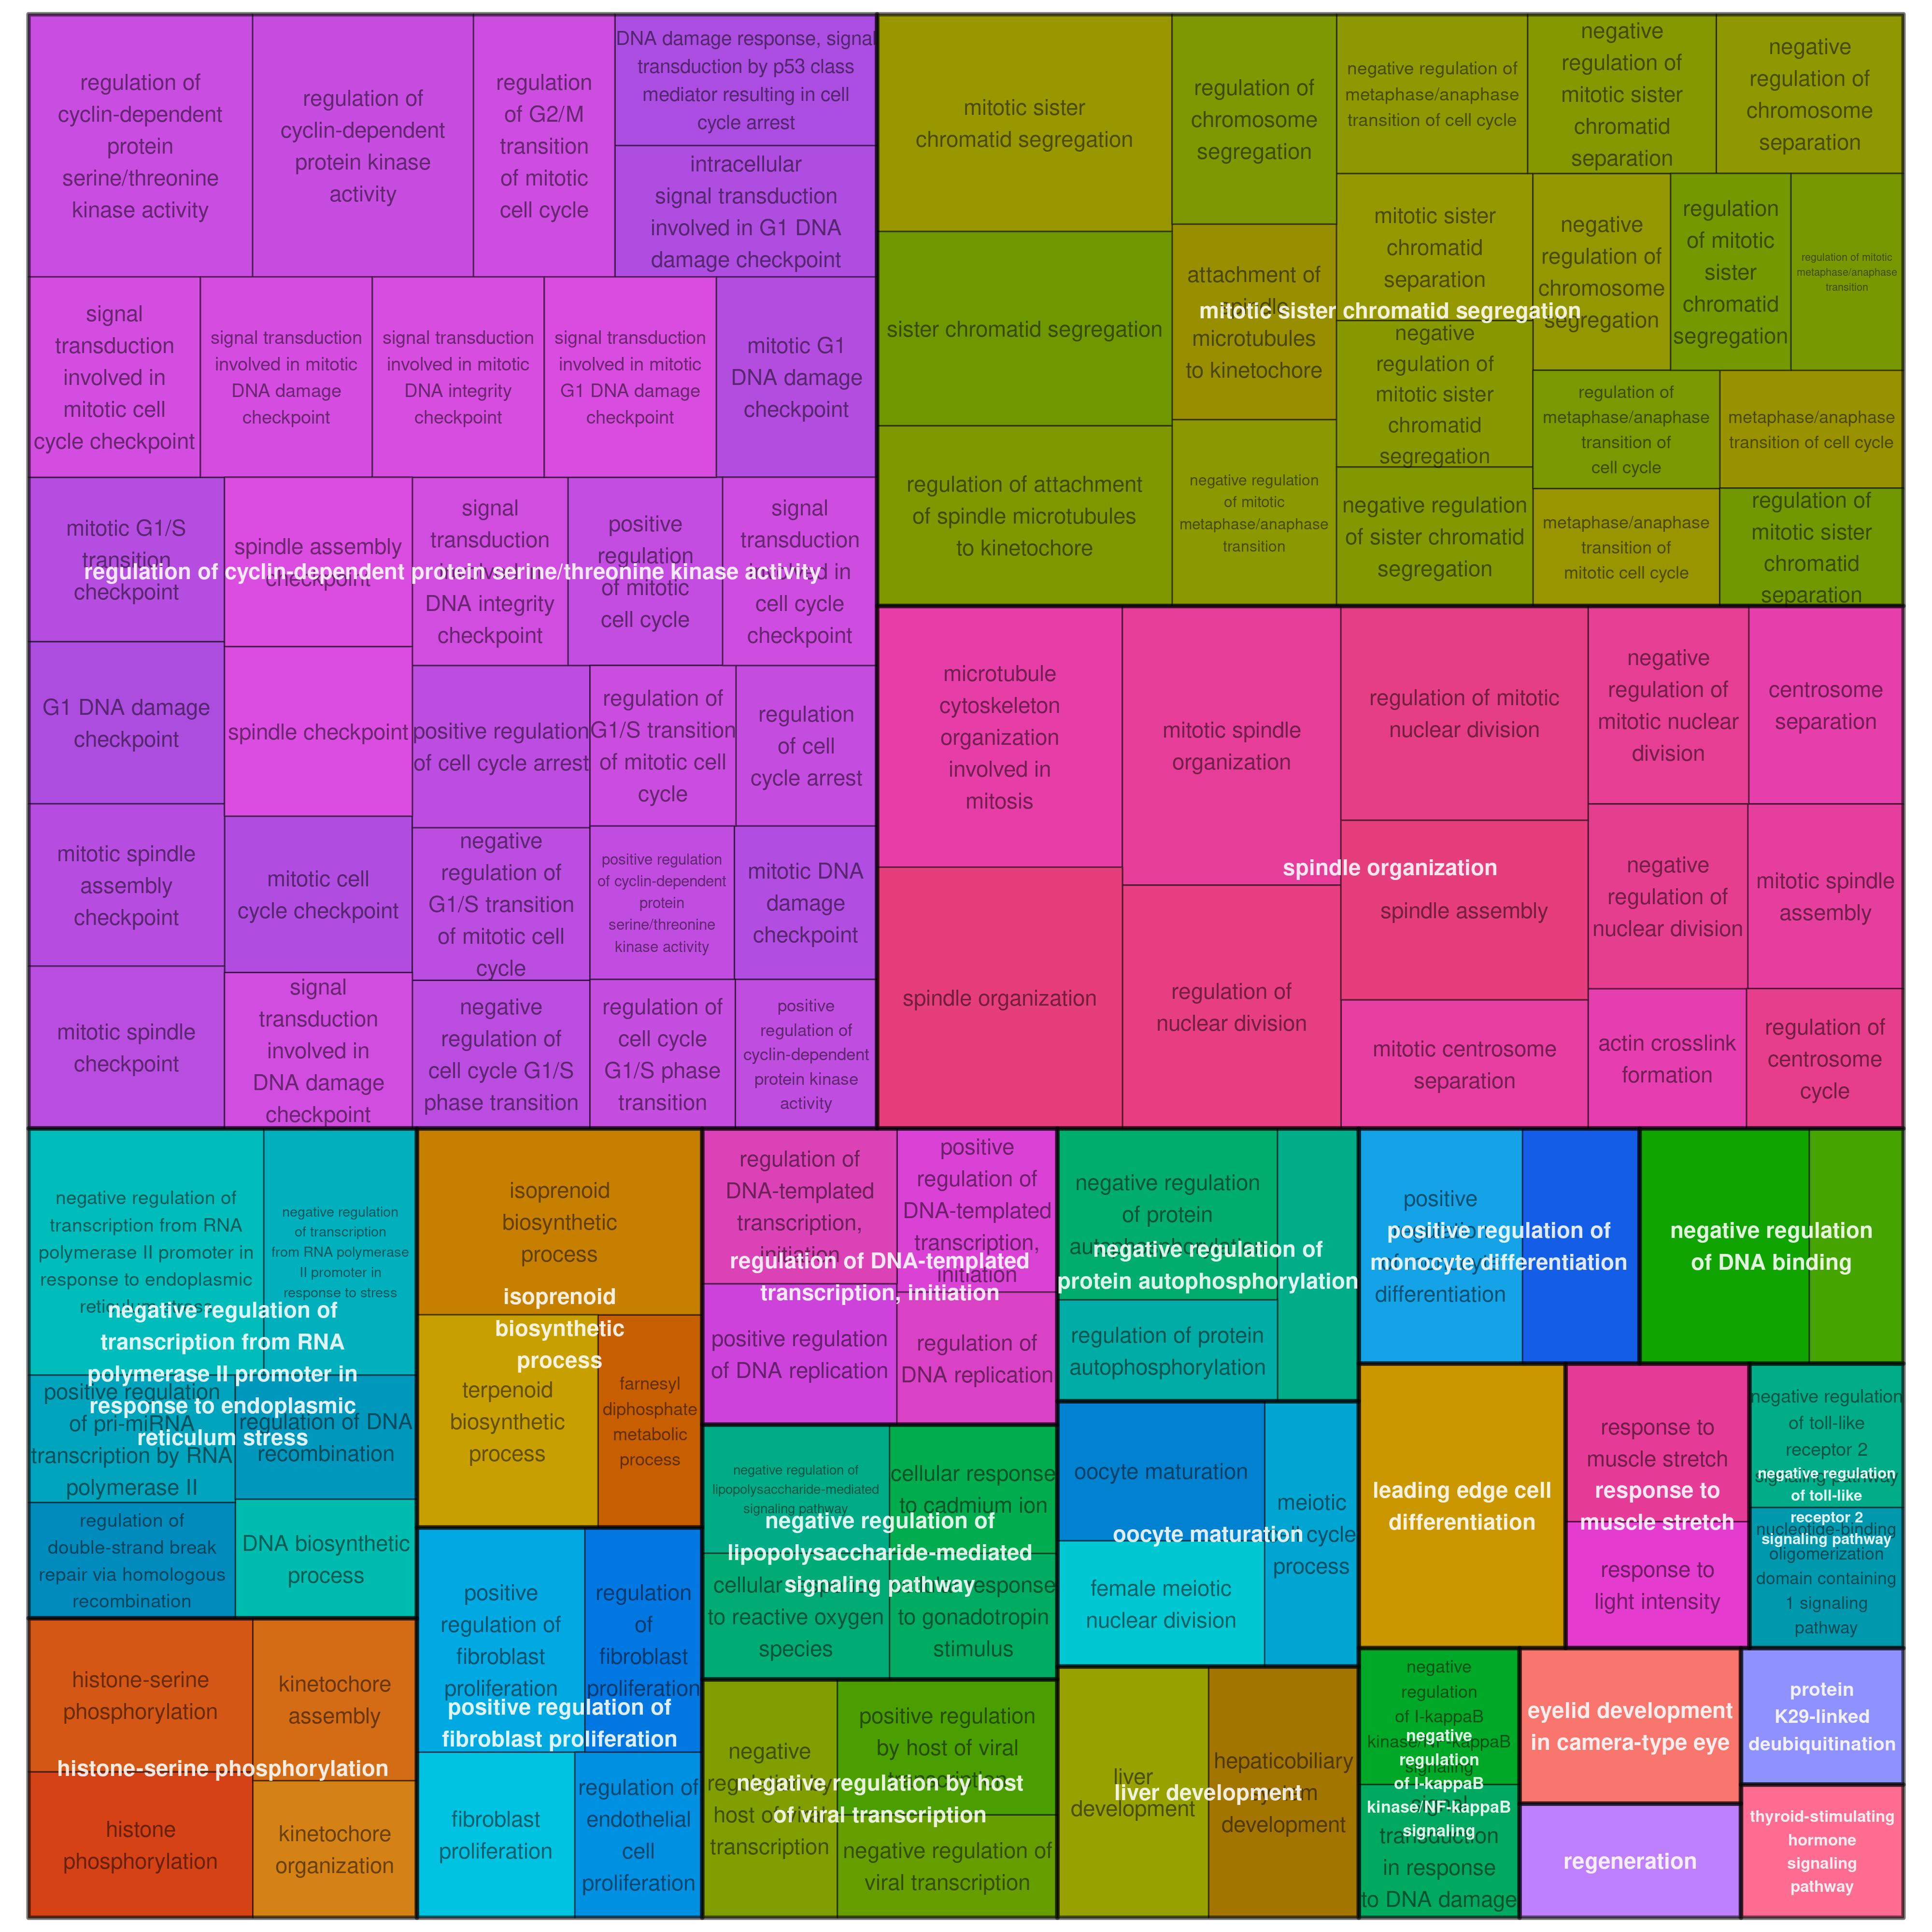 regulation of
cyclin-dependent
protein
serine/threonine
kinase activity
regulation of
cyclin-dependent
protein kinase
activity
regulation
of G2/M
transition
of mitotic
cell cycle
DNA damage response, signal
transduction by p53 class
mediator resulting in cell
cycle arrest
intracellular
signal transduction
involved in G1 DNA
damage checkpoint
signal
transduction
involved in
mitotic cell
cycle checkpoint
signal transduction
involved in mitotic
DNA damage
checkpoint
signal transduction
involved in mitotic
DNA integrity
checkpoint
signal transduction
involved in mitotic
G1 DNA damage
checkpoint
mitotic G1
DNA damage
checkpoint
mitotic G1/S
transition
checkpoint
spindle assembly
checkpoint
signal
transduction
involved in
DNA integrity
checkpoint
positive
regulation
of mitotic
cell cycle
signal
transduction
involved in
cell cycle
checkpoint
regulation of cyclin-dependent protein serine/threonine kinase activity
G1 DNA damage
checkpoint
spindle checkpoint
positive regulation
of cell cycle arrest
regulation of
G1/S transition
of mitotic cell
cycle
regulation
of cell
cycle arrest
mitotic spindle
assembly
checkpoint
mitotic cell
cycle checkpoint
negative
regulation of
G1/S transition
of mitotic cell
cycle
positive regulation
of cyclin-dependent
protein
serine/threonine
kinase activity
mitotic DNA
damage
checkpoint
mitotic spindle
checkpoint
signal
transduction
involved in
DNA damage
checkpoint
negative
regulation of
cell cycle G1/S
phase transition
regulation of
cell cycle
G1/S phase
transition
positive
regulation of
cyclin-dependent
protein kinase
activity
mitotic sister
chromatid segregation
regulation of
chromosome
segregation
negative regulation of
metaphase/anaphase
transition of cell cycle
negative
regulation of
mitotic sister
chromatid
separation
negative
regulation of
chromosome
separation
sister chromatid segregation
attachment of
spindle
microtubules
to kinetochore
mitotic sister
chromatid
separation
negative
regulation of
chromosome
segregation
regulation
of mitotic
sister
chromatid
segregation
regulation of mitotic
metaphase/anaphase
transition
mitotic sister chromatid segregation
negative
regulation of
mitotic sister
chromatid
segregation
regulation of
metaphase/anaphase
transition of
cell cycle
metaphase/anaphase
transition of cell cycle
regulation of attachment
of spindle microtubules
to kinetochore
negative regulation
of mitotic
metaphase/anaphase
transition
negative regulation
of sister chromatid
segregation
metaphase/anaphase
transition of
mitotic cell cycle
regulation of
mitotic sister
chromatid
separation
microtubule
cytoskeleton
organization
involved in
mitosis
mitotic spindle
organization
regulation of mitotic
nuclear division
negative
regulation of
mitotic nuclear
division
centrosome
separation
spindle organization
spindle assembly
negative
regulation of
nuclear division
mitotic spindle
assembly
spindle organization
regulation of
nuclear division
mitotic centrosome
separation
actin crosslink
formation
regulation of
centrosome
cycle
negative regulation of
transcription from RNA
polymerase II promoter in
response to endoplasmic
reticulum stress
negative regulation
of transcription
from RNA polymerase
II promoter in
response to stress
negative regulation of
transcription from RNA
polymerase II promoter in
response to endoplasmic
reticulum stress
positive regulation
of pri-miRNA
transcription by RNA
polymerase II
regulation of DNA
recombination
regulation of
double-strand break
repair via homologous
recombination
DNA biosynthetic
process
histone-serine
phosphorylation
kinetochore
assembly
histone-serine phosphorylation
histone
phosphorylation
kinetochore
organization
isoprenoid
biosynthetic
process
isoprenoid
biosynthetic
process
terpenoid
biosynthetic
process
farnesyl
diphosphate
metabolic
process
positive
regulation of
fibroblast
proliferation
regulation
of
fibroblast
proliferation
positive regulation of
fibroblast proliferation
fibroblast
proliferation
regulation of
endothelial
cell
proliferation
regulation of
DNA-templated
transcription,
initiation
positive
regulation of
DNA-templated
transcription,
initiation
regulation of DNA-templated
transcription, initiation
positive regulation
of DNA replication
regulation of
DNA replication
negative regulation of
lipopolysaccharide-mediated
signaling pathway
cellular response
to cadmium ion
negative regulation of
lipopolysaccharide-mediated
signaling pathway
cellular response
to reactive oxygen
species
cellular response
to gonadotropin
stimulus
negative
regulation by
host of viral
transcription
positive regulation
by host of viral
transcription
negative regulation by host
of viral transcription
negative regulation of
viral transcription
negative regulation
of protein
autophosphorylation
negative regulation of
protein autophosphorylation
regulation of protein
autophosphorylation
oocyte maturation
meiotic
cell cycle
process
oocyte maturation
female meiotic
nuclear division
liver
development
hepaticobiliary
system
development
liver development
positive
regulation
of monocyte
differentiation
positive regulation of
monocyte differentiation
negative regulation
of DNA binding
leading edge cell
differentiation
response to
muscle stretch
response to
muscle stretch
response to
light intensity
negative regulation
of toll-like
receptor 2
signaling pathway
negative regulation
of toll-like
receptor 2
signaling pathway
nucleotide-binding
oligomerization
domain containing
1 signaling
pathway
negative
regulation
of I-kappaB
kinase/NF-kappaB
signaling
negative
regulation
of I-kappaB
kinase/NF-kappaB
signaling
signal
transduction
in response
to DNA damage
eyelid development
in camera-type eye
protein
K29-linked
deubiquitination
regeneration
thyroid-stimulating
hormone
signaling
pathway